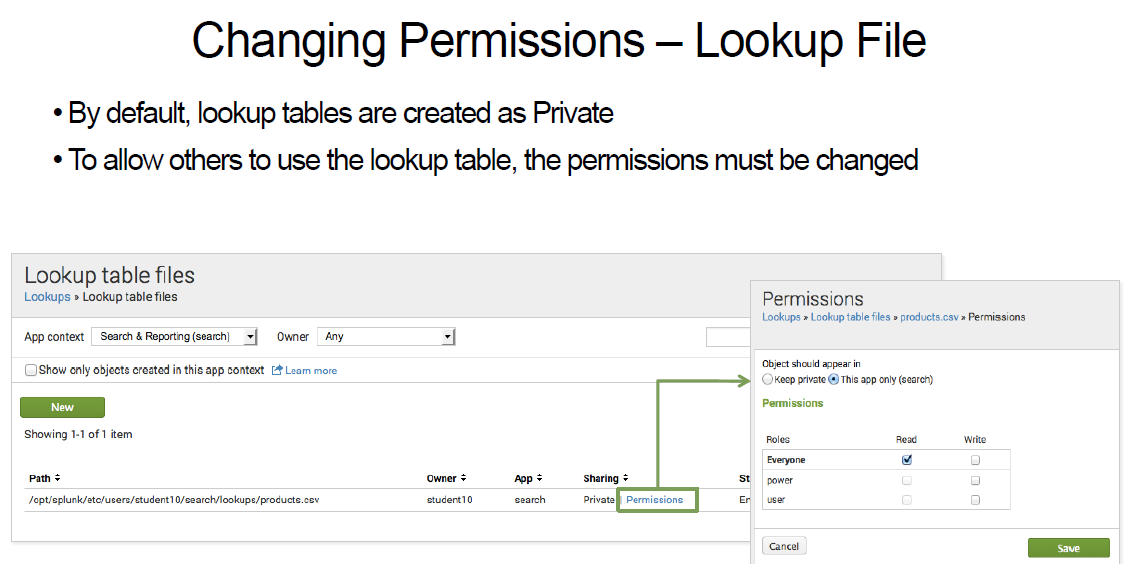 Changing Permissions – Lookup File
• By default, lookup tables are created as Private
• To allow others to use the lookup table, the permissions must be changed
Lookup table files
Lookups » Lookup table files
App context Search & Reporting (search) Owner Any
Show only objects created in this app context Learn more
New
Showing 1-1 of 1 item
Path Owner App Sharing St
/opt/splunk/etc/users/student10/search/lookups/products.csv student10 search Private | Permissions En
Permissions
Lookups » Lookup table files » products.csv » Permissions
Object should appear in
Keep private This app only (search)
Permissions
Roles Read Write
Everyone
power
user
Cancel Save